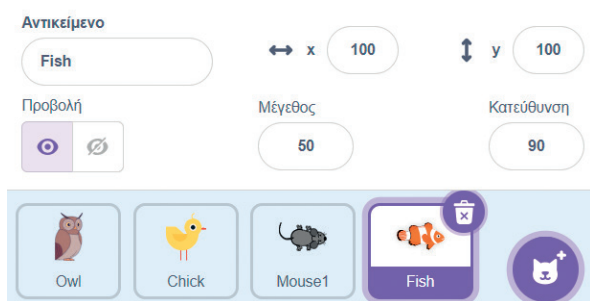 Αντικείμενο
Fish
x 100
y 100
Προβολή
Μέγεθος
Κατεύθυνση
50
90
Owl
Chick
Mouse1
Fish